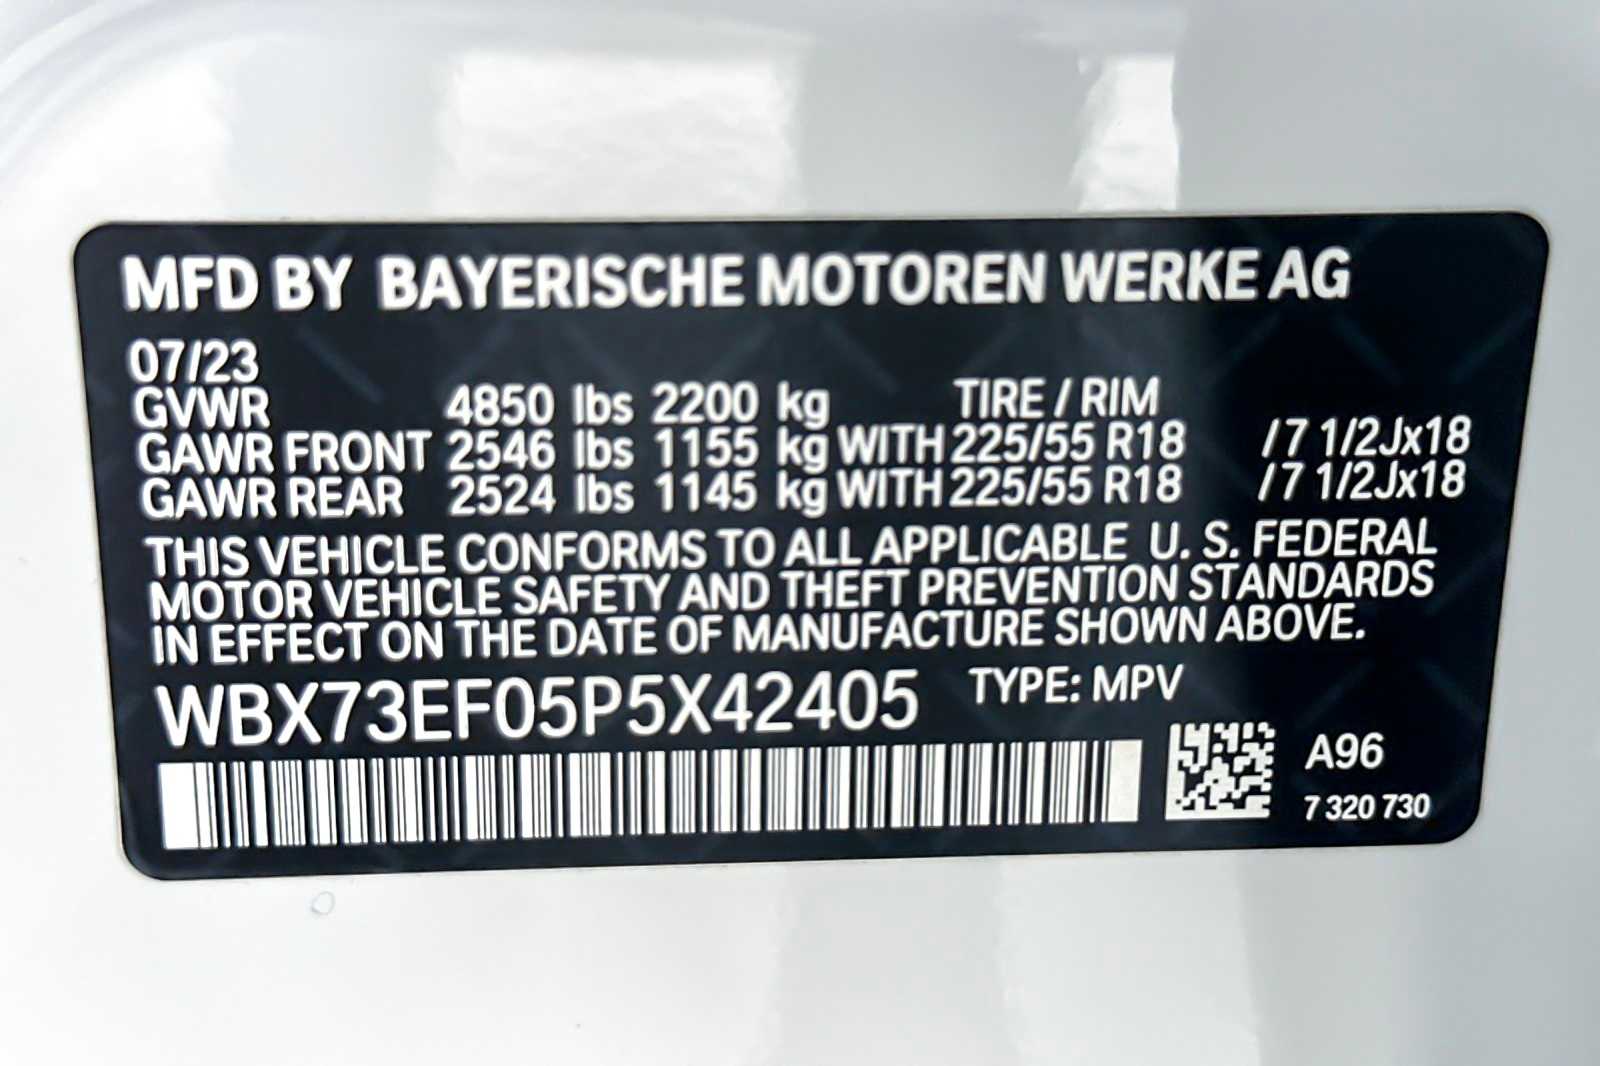 MFD BY BAYERISCHE MOTOREN WERKE AG
07/23
GVWR 4850 lbs 2200 kg TIRE / RIM
GAWR FRONT 2546 lbs 1155 kg WITH 225/55 R18 /7 1/2Jx18
GAWR REAR 2524 lbs 1145 kg WITH 225/55 R18 /7 1/2Jx18
THIS VEHICLE CONFORMS TO ALL APPLICABLE U. S. FEDERAL
MOTOR VEHICLE SAFETY AND THEFT PREVENTION STANDARDS
IN EFFECT ON THE DATE OF MANUFACTURE SHOWN ABOVE.
WBX73EF05P5X42405 TYPE: MPV
A96
7 320 730